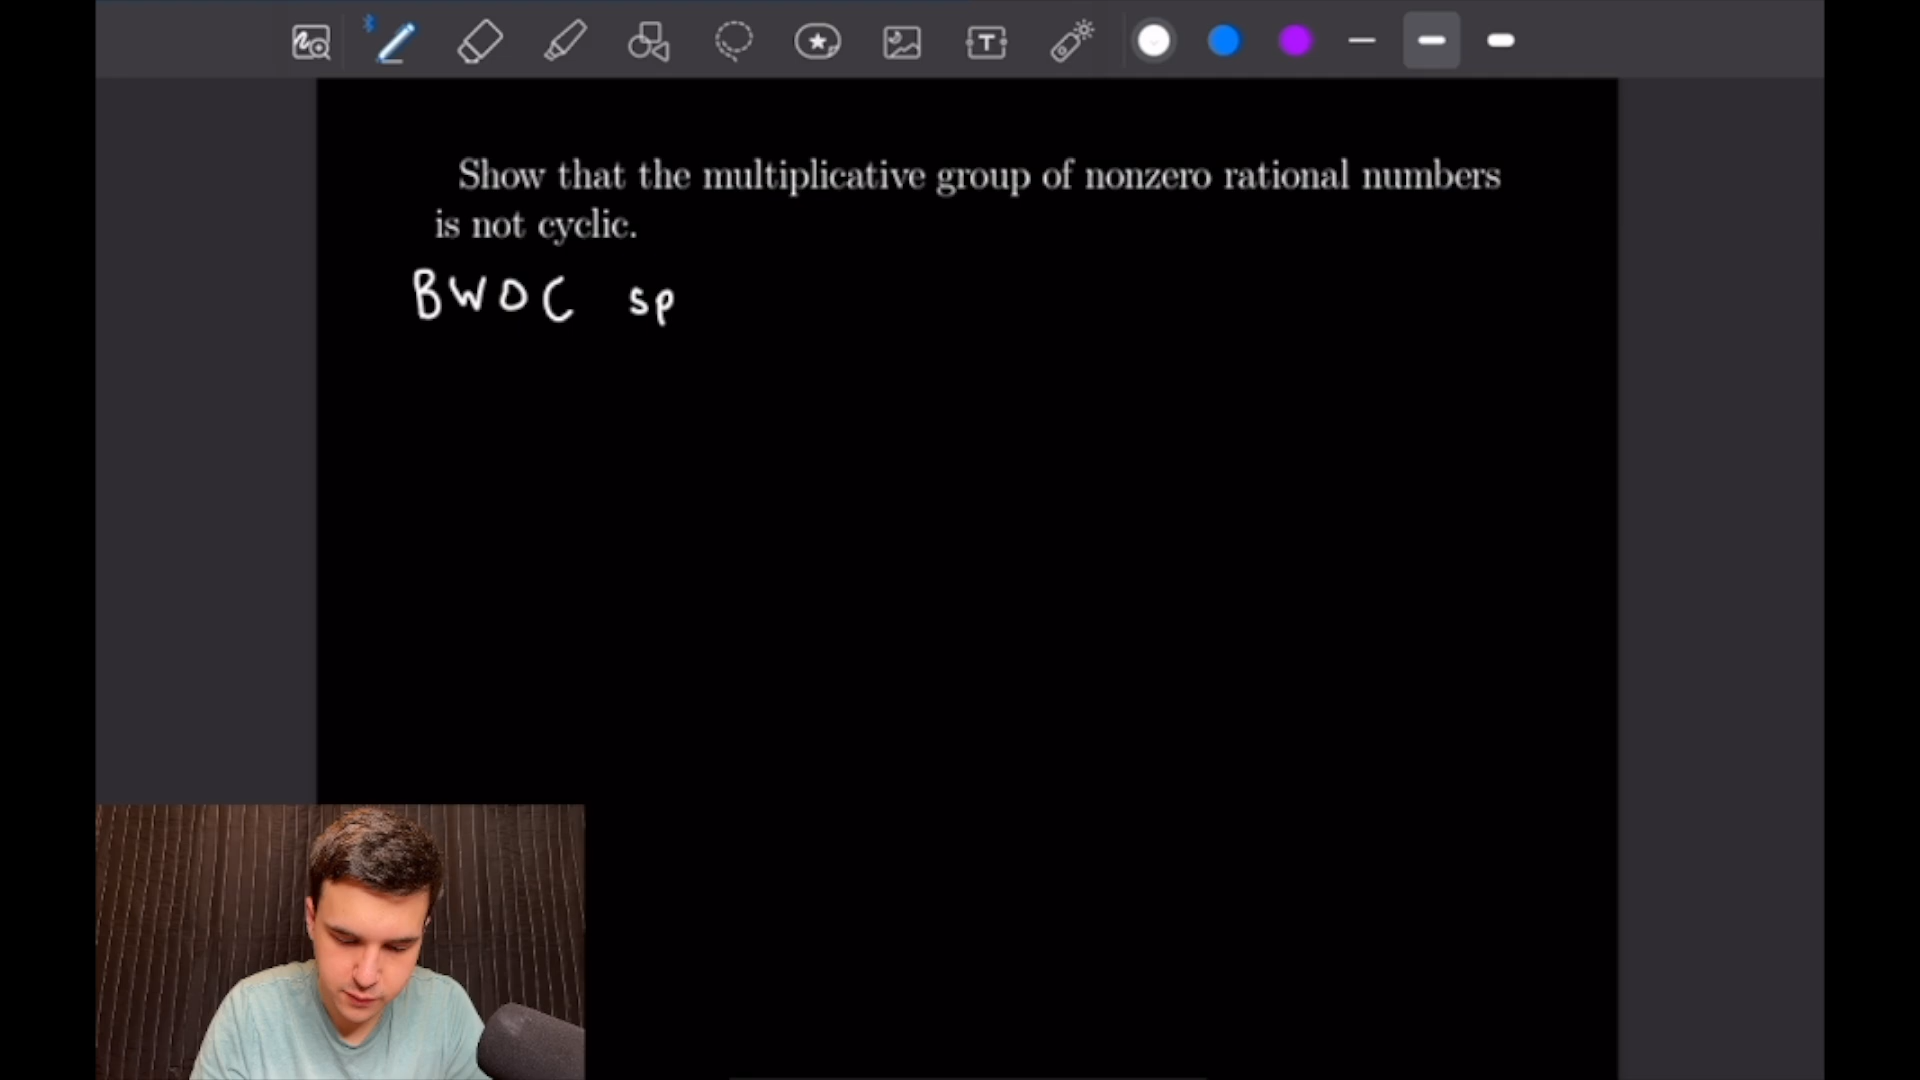 Show that the multiplicative group of nonzero rational numbers
is not cyclic.
BWOC sp